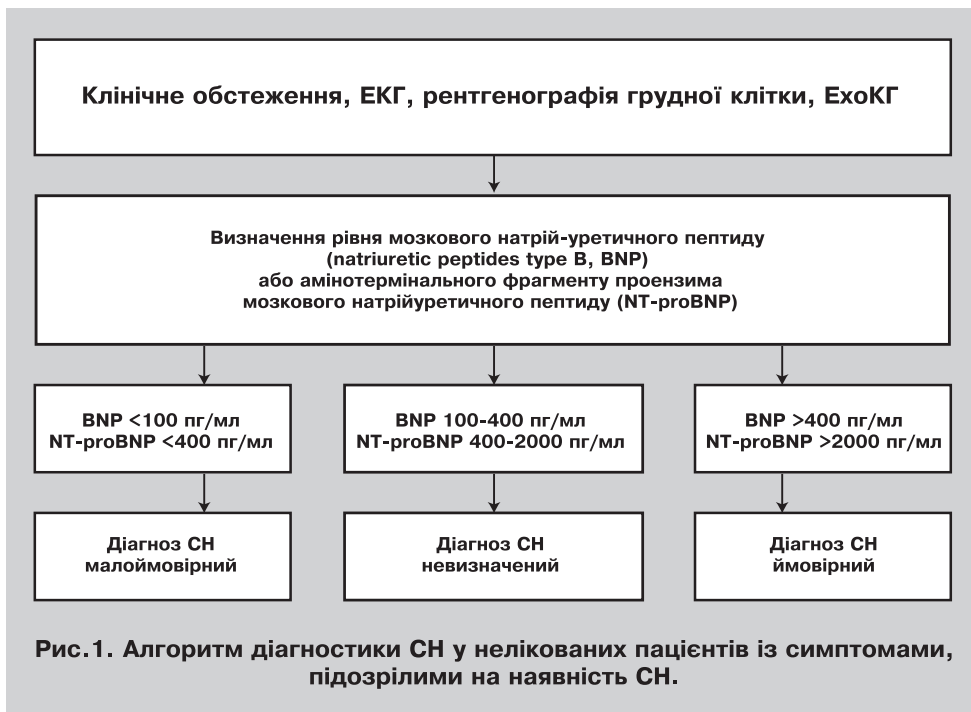 Клінічне обстеження, ЕКГ, рентгенографія грудної клітки, ЕхоКГ
Визначення рівня мозкового натрій-уретичного пептиду
(natriuretic peptides type B, BNP)
або амінотермінального фрагменту проензима
мозкового натрійуретичного пептиду (NT-proBNP)
BNP <100 пг/мл
NT-proBNP <400 пг/мл
BNP 100-400 пг/мл
NT-proBNP 400-2000 пг/мл
BNP >400 пг/мл
NT-proBNP >2000 пг/мл
Діагноз СН
малоймовірний
Діагноз СН
невизначений
Діагноз СН
ймовірний
Рис.1. Алгоритм діагностики СН у нелікованих пацієнтів із симптомами,
підозрілими на наявність СН.